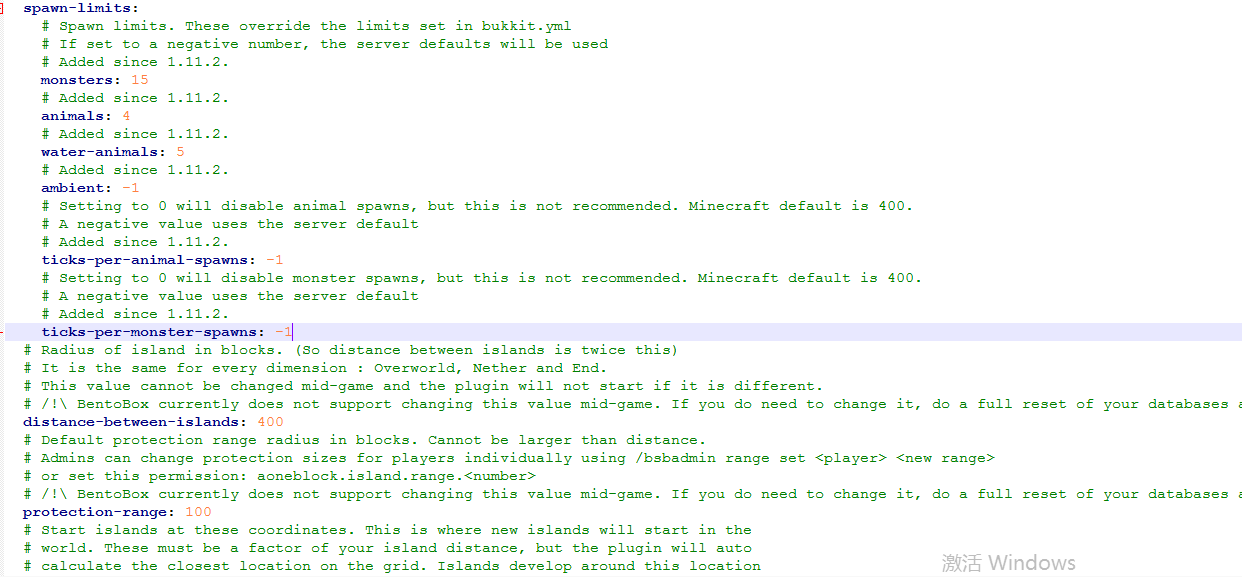 spawn-limits:
# Spawn limits. These override the limits set in bukkit.yml
# If set to a negative number, the server defaults will be used
# Added since 1.11.2.
monsters: 15
# Added since 1.11.2.
animals: 4
# Added since 1.11.2.
water-animals: 5
# Added since 1.11.2.
ambient: -1
# Setting to 0 will disable animal spawns, but this is not recommended. Minecraft default is 400.
# A negative value uses the server default
# Added since 1.11.2.
ticks-per-animal-spawns: -1
# Setting to 0 will disable monster spawns, but this is not recommended. Minecraft default is 400.
# A negative value uses the server default
# Added since 1.11.2.
ticks-per-monster-spawns: -1
# Radius of island in blocks. (So distance between islands is twice this)
# It is the same for every dimension : Overworld, Nether and End.
# This value cannot be changed mid-game and the plugin will not start if it is different.
# /!\ BentoBox currently does not support changing this value mid-game. If you do need to change it, do a full reset of your databases
distance-between-islands: 400
# Default protection range radius in blocks. Cannot be larger than distance.
# Admins can change protection sizes for players individually using /bsbadmin range set <player> <new range>
# or set this permission: aoneblock.island.range.<number>
# /!\ BentoBox currently does not support changing this value mid-game. If you do need to change it, do a full reset of your databases
protection-range: 100
# Start islands at these coordinates. This is where new islands will start in the
# world. These must be a factor of your island distance, but the plugin will auto
# calculate the closest location on the grid. Islands develop around this location
激活 Windows